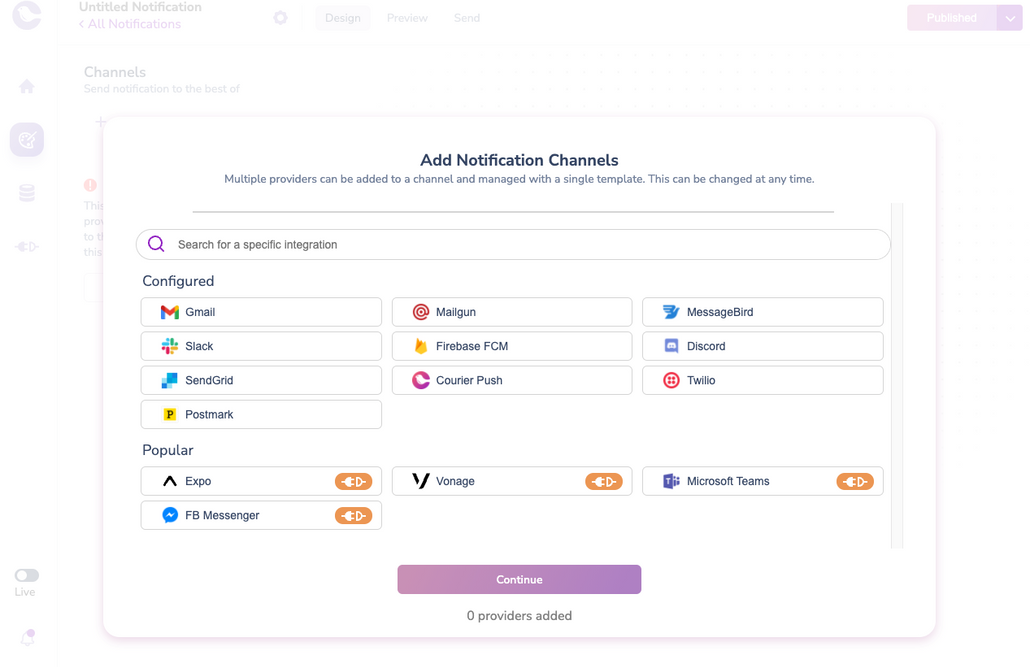 Untitled Notification
< All Notifications
Design
Preview
Send
Published
Channels
Send notification to the best of
This
prov
to th
this
Add Notification Channels
Multiple providers can be added to a channel and managed with a single template. This can be changed at any time.
Search for a specific integration
Configured
Gmail
Mailgun
MessageBird
Slack
Firebase FCM
Discord
SendGrid
Courier Push
Twilio
Postmark
Popular
Expo
Vonage
Microsoft Teams
FB Messenger
Continue
0 providers added
Live